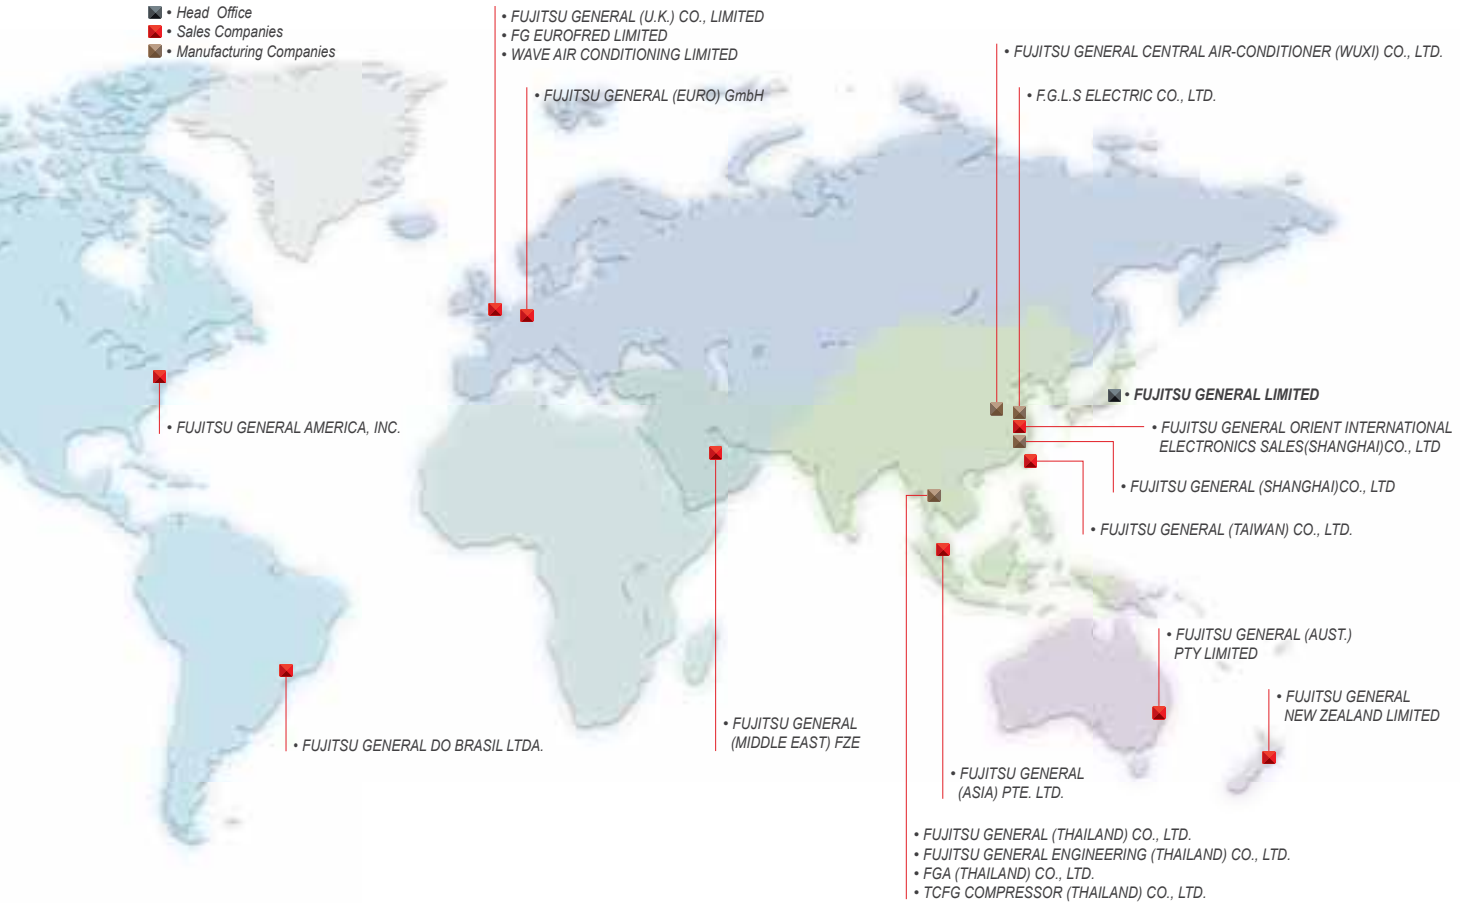 • Head Office
• Sales Companies
• Manufacturing Companies
• FUJITSU GENERAL (U.K.) CO., LIMITED
• FG EUROFRED LIMITED
• WAVE AIR CONDITIONING LIMITED
• FUJITSU GENERAL (EURO) GmbH
• FUJITSU GENERAL CENTRAL AIR-CONDITIONER (WUXI) CO., LTD.
• F.G.L.S ELECTRIC CO., LTD.
• FUJITSU GENERAL LIMITED
• FUJITSU GENERAL AMERICA, INC.
• FUJITSU GENERAL ORIENT INTERNATIONAL
ELECTRONICS SALES(SHANGHAI)CO., LTD
• FUJITSU GENERAL (SHANGHAI)CO., LTD
• FUJITSU GENERAL (TAIWAN) CO., LTD.
• FUJITSU GENERAL (AUST.)
PTY LIMITED
• FUJITSU GENERAL
NEW ZEALAND LIMITED
• FUJITSU GENERAL DO BRASIL LTDA.
• FUJITSU GENERAL
(MIDDLE EAST) FZE
• FUJITSU GENERAL
(ASIA) PTE. LTD.
• FUJITSU GENERAL (THAILAND) CO., LTD.
• FUJITSU GENERAL ENGINEERING (THAILAND) CO., LTD.
• FGA (THAILAND) CO., LTD.
• TCFG COMPRESSOR (THAILAND) CO., LTD.